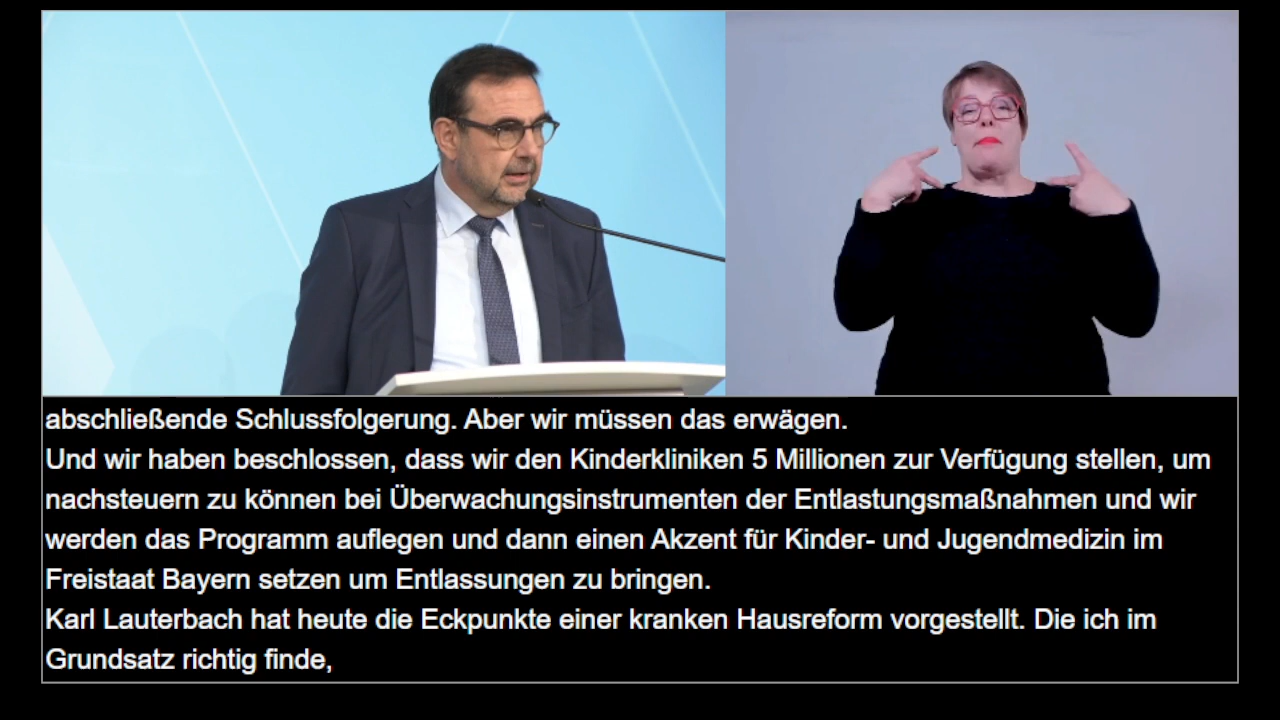 abschließende Schlussfolgerung. Aber wir müssen das erwägen.
Und wir haben beschlossen, dass wir den Kinderkliniken 5 Millionen zur Verfügung stellen, um
nachsteuern zu können bei Überwachungsinstrumenten der Entlastungsmaßnahmen und wir
werden das Programm auflegen und dann einen Akzent für Kinder- und Jugendmedizin im
Freistaat Bayern setzen um Entlassungen zu bringen.
Karl Lauterbach hat heute die Eckpunkte einer kranken Hausreform vorgestellt. Die ich im
Grundsatz richtig finde,